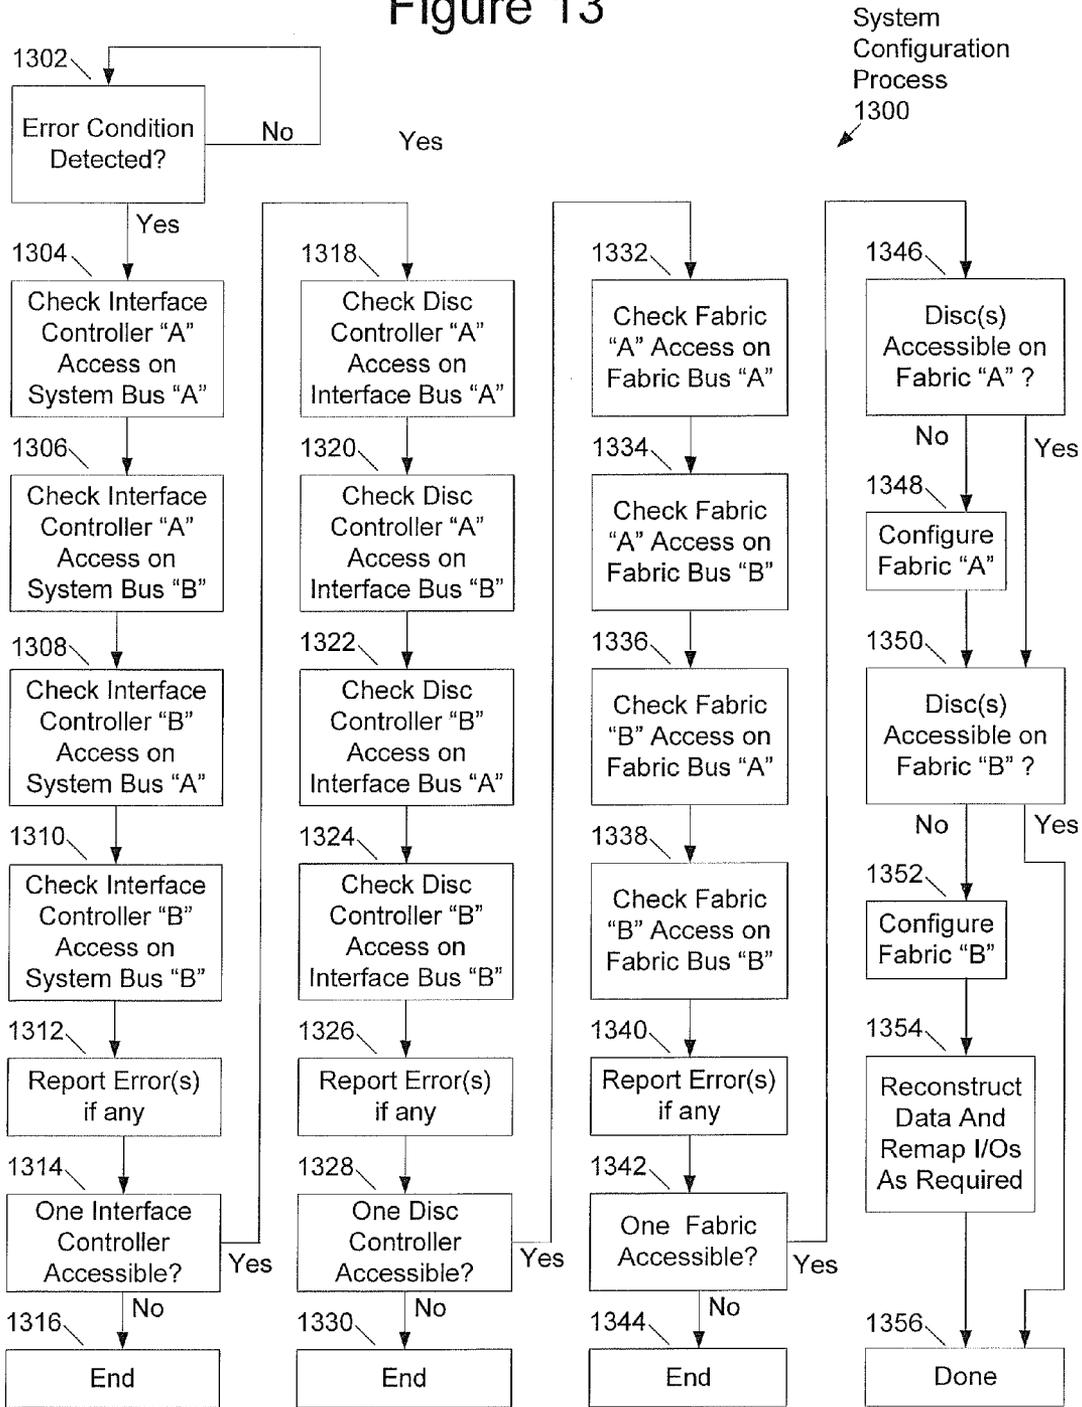 Figure 13
System
Configuration
Process
1300
1302
Error Condition
Detected?
No
Yes
Yes
1304
Check Interface
Controller “A”
Access on
System Bus “A”
1306
Check Interface
Controller “A”
Access on
System Bus “B”
1308
Check Interface
Controller “B”
Access on
System Bus “A”
1310
Check Interface
Controller “B”
Access on
System Bus “B”
1312
Report Error(s)
if any
1314
One Interface
Controller
Accessible?
Yes
No
1316
End
1318
Check Disc
Controller “A”
Access on
Interface Bus “A”
1320
Check Disc
Controller “A”
Access on
Interface Bus “B”
1322
Check Disc
Controller “B”
Access on
Interface Bus “A”
1324
Check Disc
Controller “B”
Access on
Interface Bus “B”
1326
Report Error(s)
if any
1328
One Disc
Controller
Accessible?
Yes
No
1330
End
1332
Check Fabric
“A” Access on
Fabric Bus “A”
1334
Check Fabric
“A” Access on
Fabric Bus “B”
1336
Check Fabric
“B” Access on
Fabric Bus “A”
1338
Check Fabric
“B” Access on
Fabric Bus “B”
1340
Report Error(s)
if any
1342
One Fabric
Accessible?
Yes
No
1344
End
1346
Disc(s)
Accessible on
Fabric “A” ?
No
Yes
1348
Configure
Fabric “A”
1350
Disc(s)
Accessible on
Fabric “B” ?
No
Yes
1352
Configure
Fabric “B”
1354
Reconstruct
Data And
Remap I/Os
As Required
1356
Done